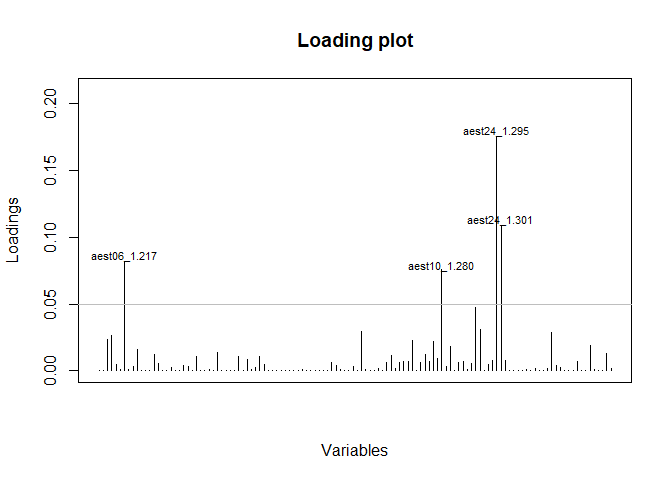 Loading plot
Loadings
0.20
0.15
0.10
0.05
0.00
aest24_1.295
aest24_1.301
aest06_1.217
aest10_1.280
Variables